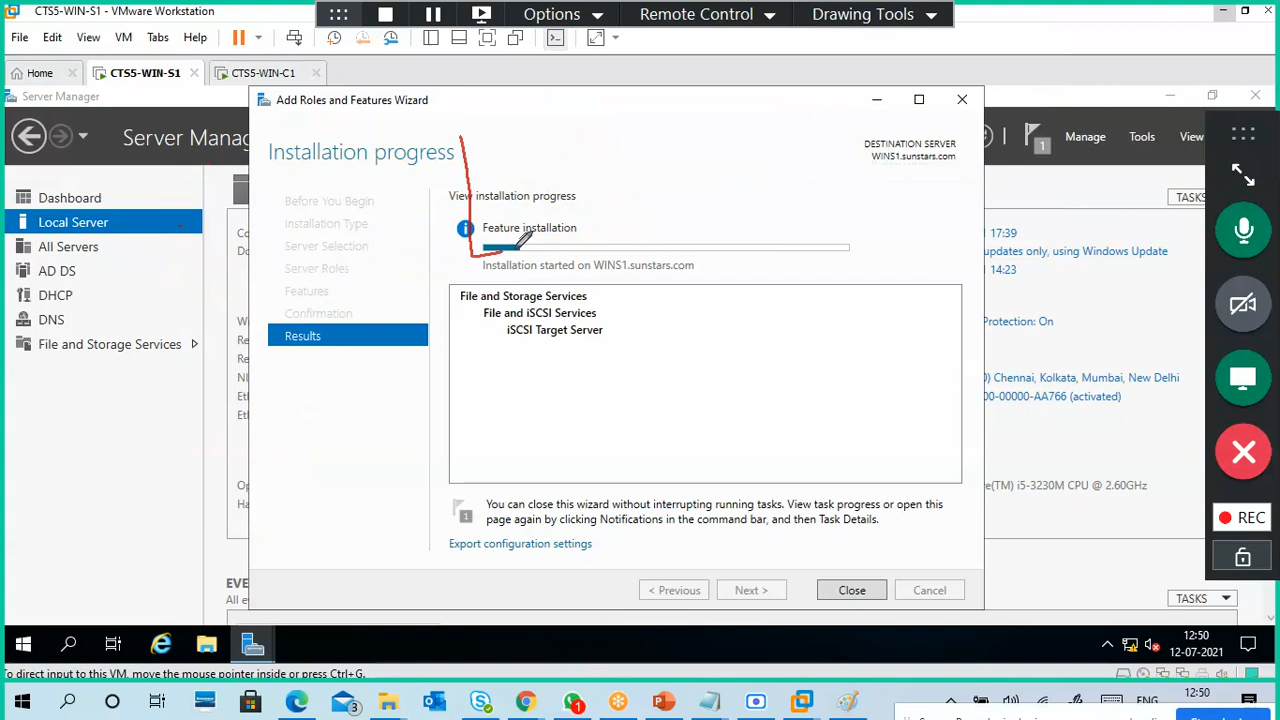 CTS5-WIN-S1 - VMware Workstation
Options
Remote Control
Drawing Tools
File Edit View VM Tabs Help
Home
CTS5-WIN-S1
CTS5-WIN-C1
Server Manager
Server Manag
1
Manage
Tools
View
Add Roles and Features Wizard
Installation progress
DESTINATION SERVER
WINS1.sunstars.com
Dashboard
Local Server
All Servers
AD DS
DHCP
DNS
File and Storage Services
Before You Begin
Installation Type
Server Selection
Server Roles
Features
Confirmation
Results
View installation progress
Feature installation
Installation started on WINS1.sunstars.com
File and Storage Services
File and iSCSI Services
iSCSI Target Server
1
You can close this wizard without interrupting running tasks. View task progress or open this
page again by clicking Notifications in the command bar, and then Task Details.
Export configuration settings
< Previous
Next >
Close
Cancel
TASKS
1 17:39
updates only, using Windows Update
14:23
Protection: On
0) Chennai, Kolkata, Mumbai, New Delhi
00-00000-AA766 (activated)
e(TM) i5-3230M CPU @ 2.60GHz
REC
EVE
All e
TASKS
12:50
12-07-2021
To direct input to this VM, move the mouse pointer inside or press Ctrl+G.
3
1
ENG
12:50